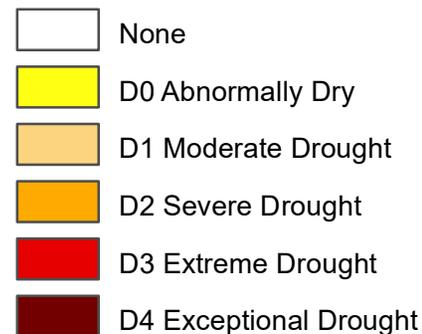 None
D0 Abnormally Dry
D1 Moderate Drought
D2 Severe Drought
D3 Extreme Drought
D4 Exceptional Drought